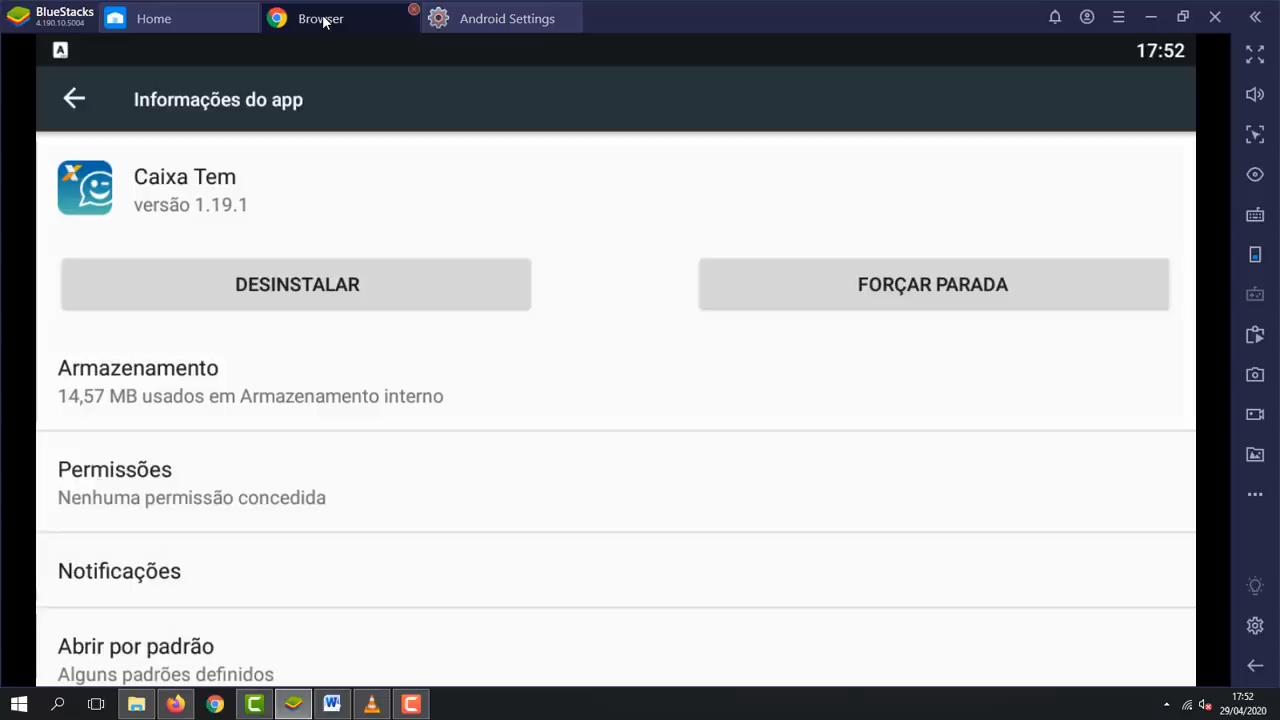 BlueStacks
4.190.10.5004
Home
Browser
Android Settings
A
17:52
Informações do app
Caixa Tem
versão 1.19.1
DESINSTALAR
FORÇAR PARADA
Armazenamento
14,57 MB usados em Armazenamento interno
Permissões
Nenhuma permissão concedida
Notificações
Abrir por padrão
Alguns padrões definidos
17:52
29/04/2020